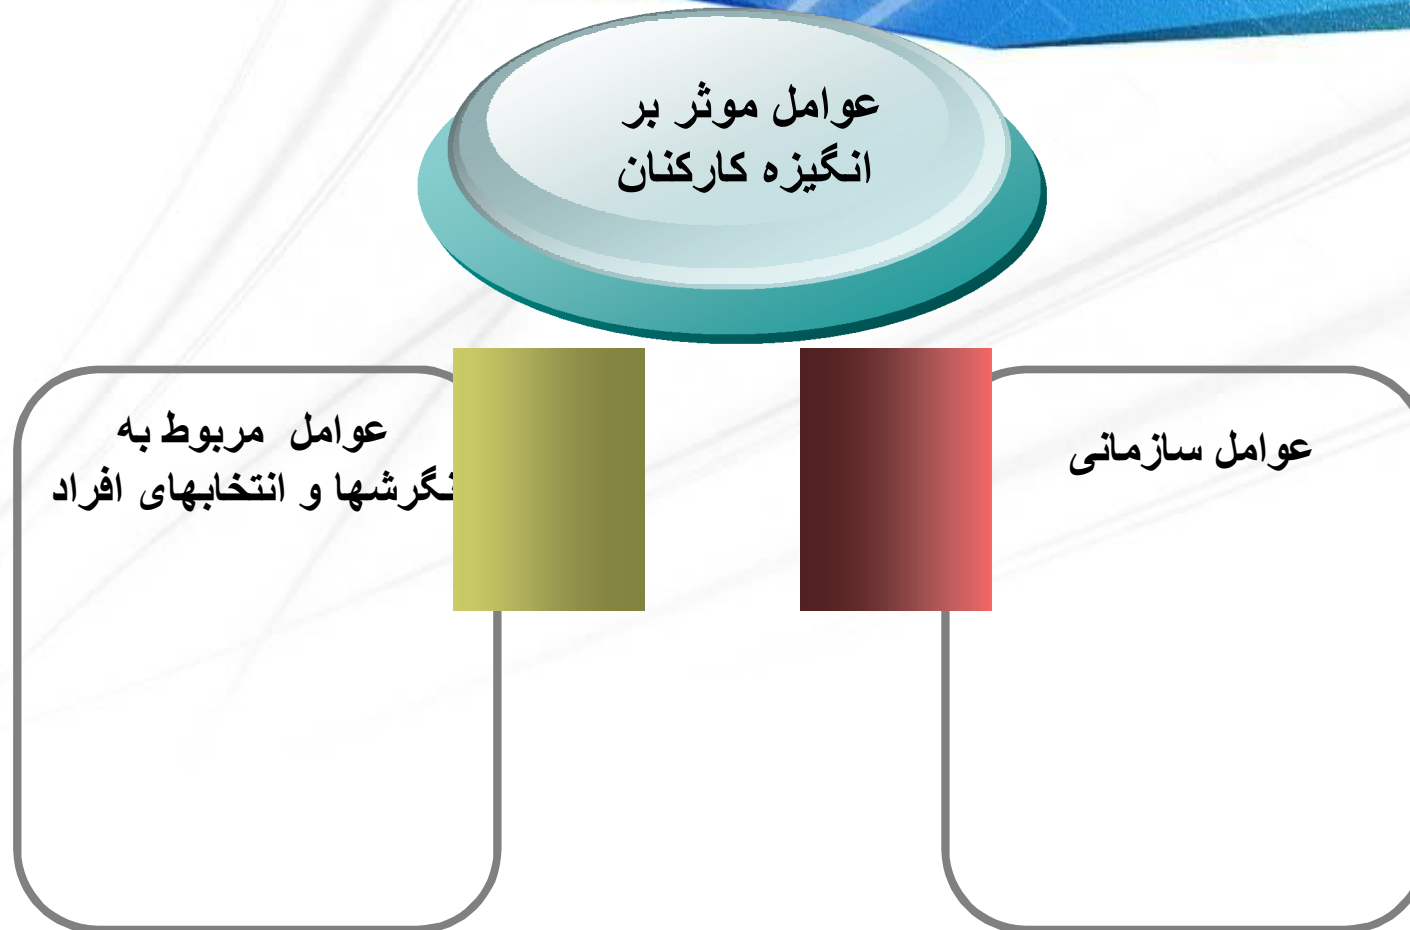 عوامل موثر بر
انگیزه کارکنان
عوامل سازمانی
عوامل مربوط به
نگرشها و انتخابهای افراد